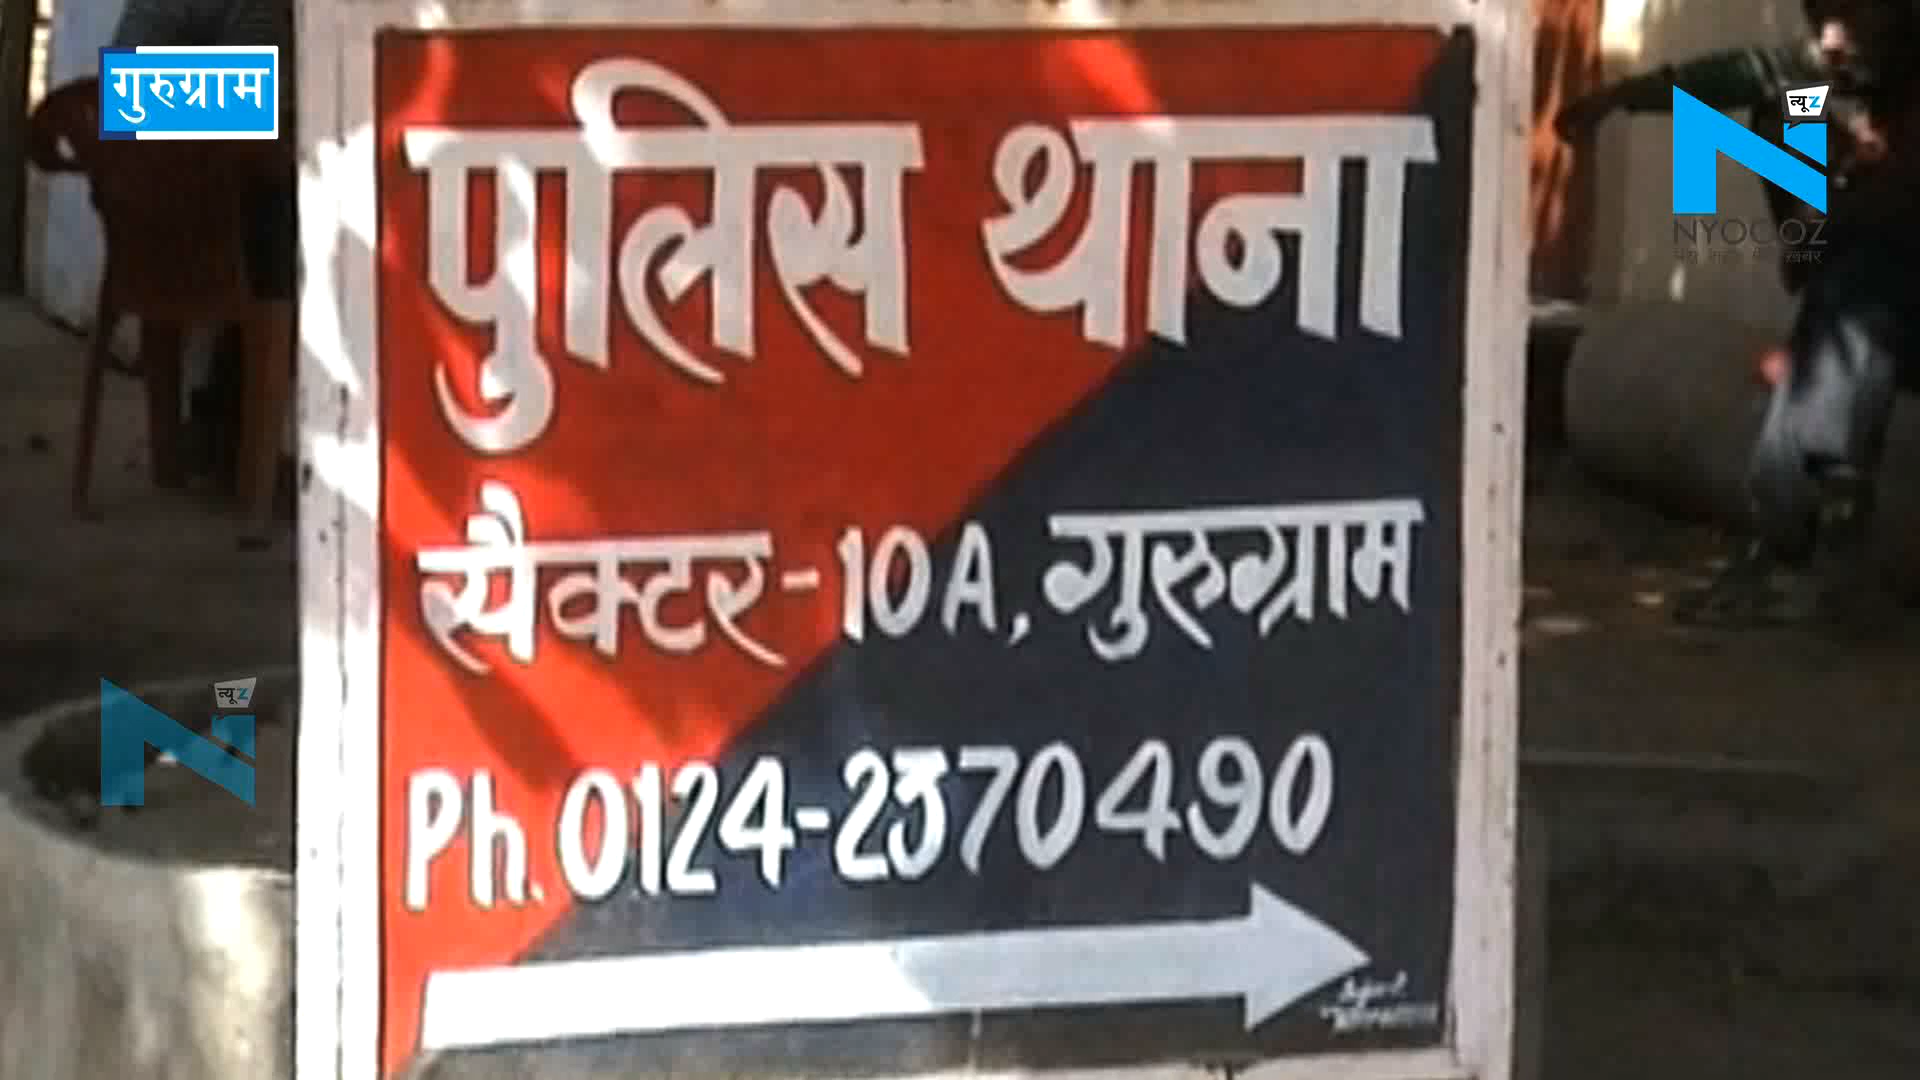 गुरुग्राम
न्यूz
NYOOOZ
पुलिस थाना
सैक्टर-10A, गुरुग्राम
Ph. 0124-2370490
न्यूz